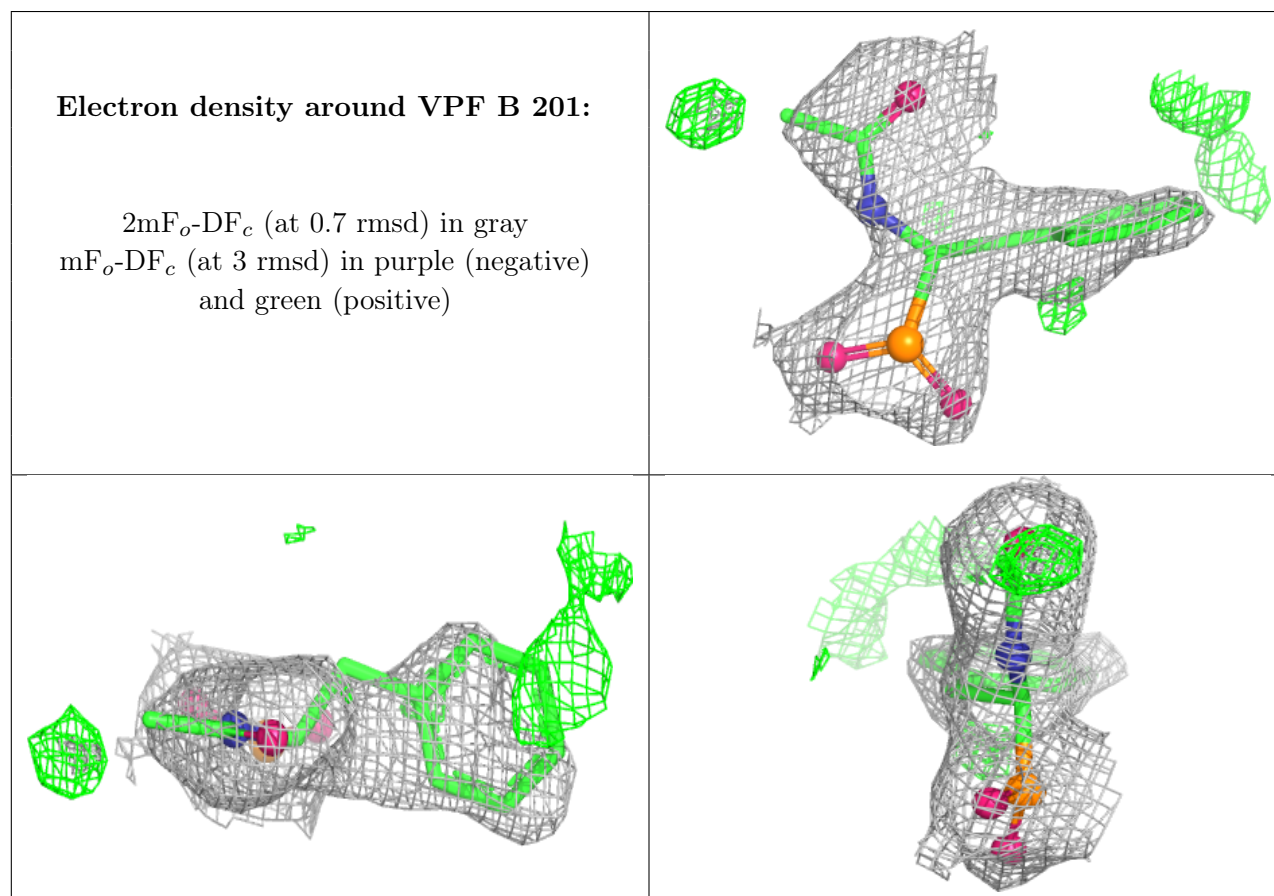 Electron density around VPF B 201:
2mFo-DFc (at 0.7 rmsd) in gray
mFo-DFc (at 3 rmsd) in purple (negative)
and green (positive)